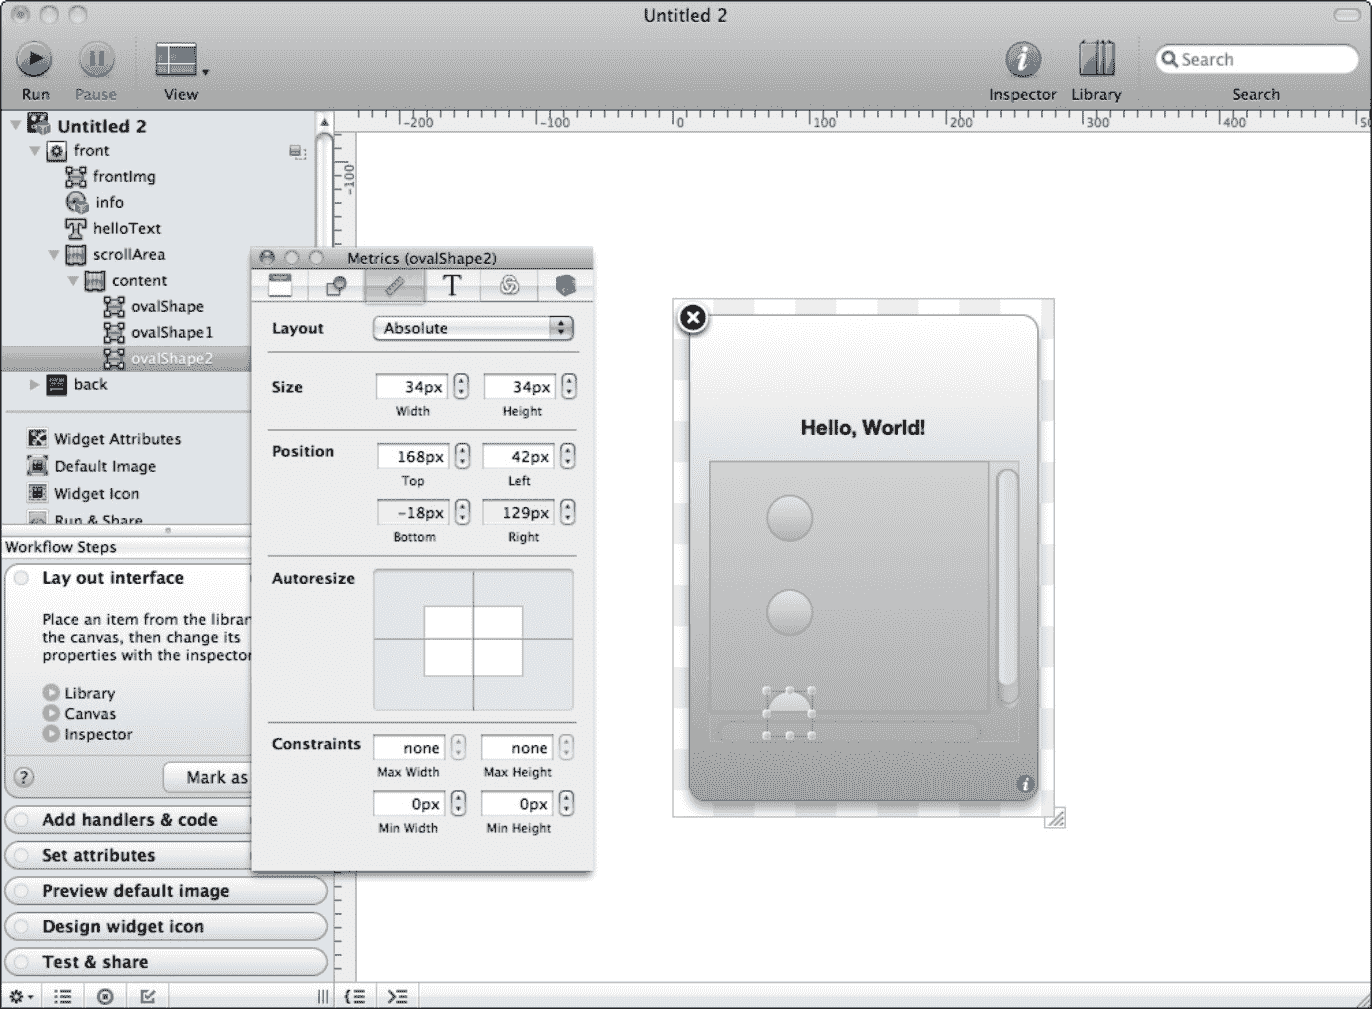 Untitled 2
Run
Pause
View
Inspector
Library
Search
Search
Untitled 2
front
frontImg
info
helloText
scrollArea
content
ovalShape
ovalShape1
ovalShape2
back
Widget Attributes
Default Image
Widget Icon
Run & Share
Workflow Steps
Lay out interface
Place an item from the librar
the canvas, then change its
properties with the inspector
Library
Canvas
Inspector
?
Mark as
Add handlers & code
Set attributes
Preview default image
Design widget icon
Test & share
-200
-100
0
100
200
300
400
50
-100
Metrics (ovalShape2)
T
Layout
Absolute
Size
34px
34px
Width
Height
Position
168px
42px
Top
Left
-18px
129px
Bottom
Right
Autoresize
Constraints
none
none
Max Width
Max Height
0px
0px
Min Width
Min Height
Hello, World!
i